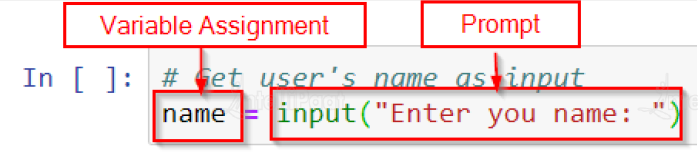 Variable Assignment
Prompt
In [ ]: # Get user's name as input
name = input("Enter you name: ")